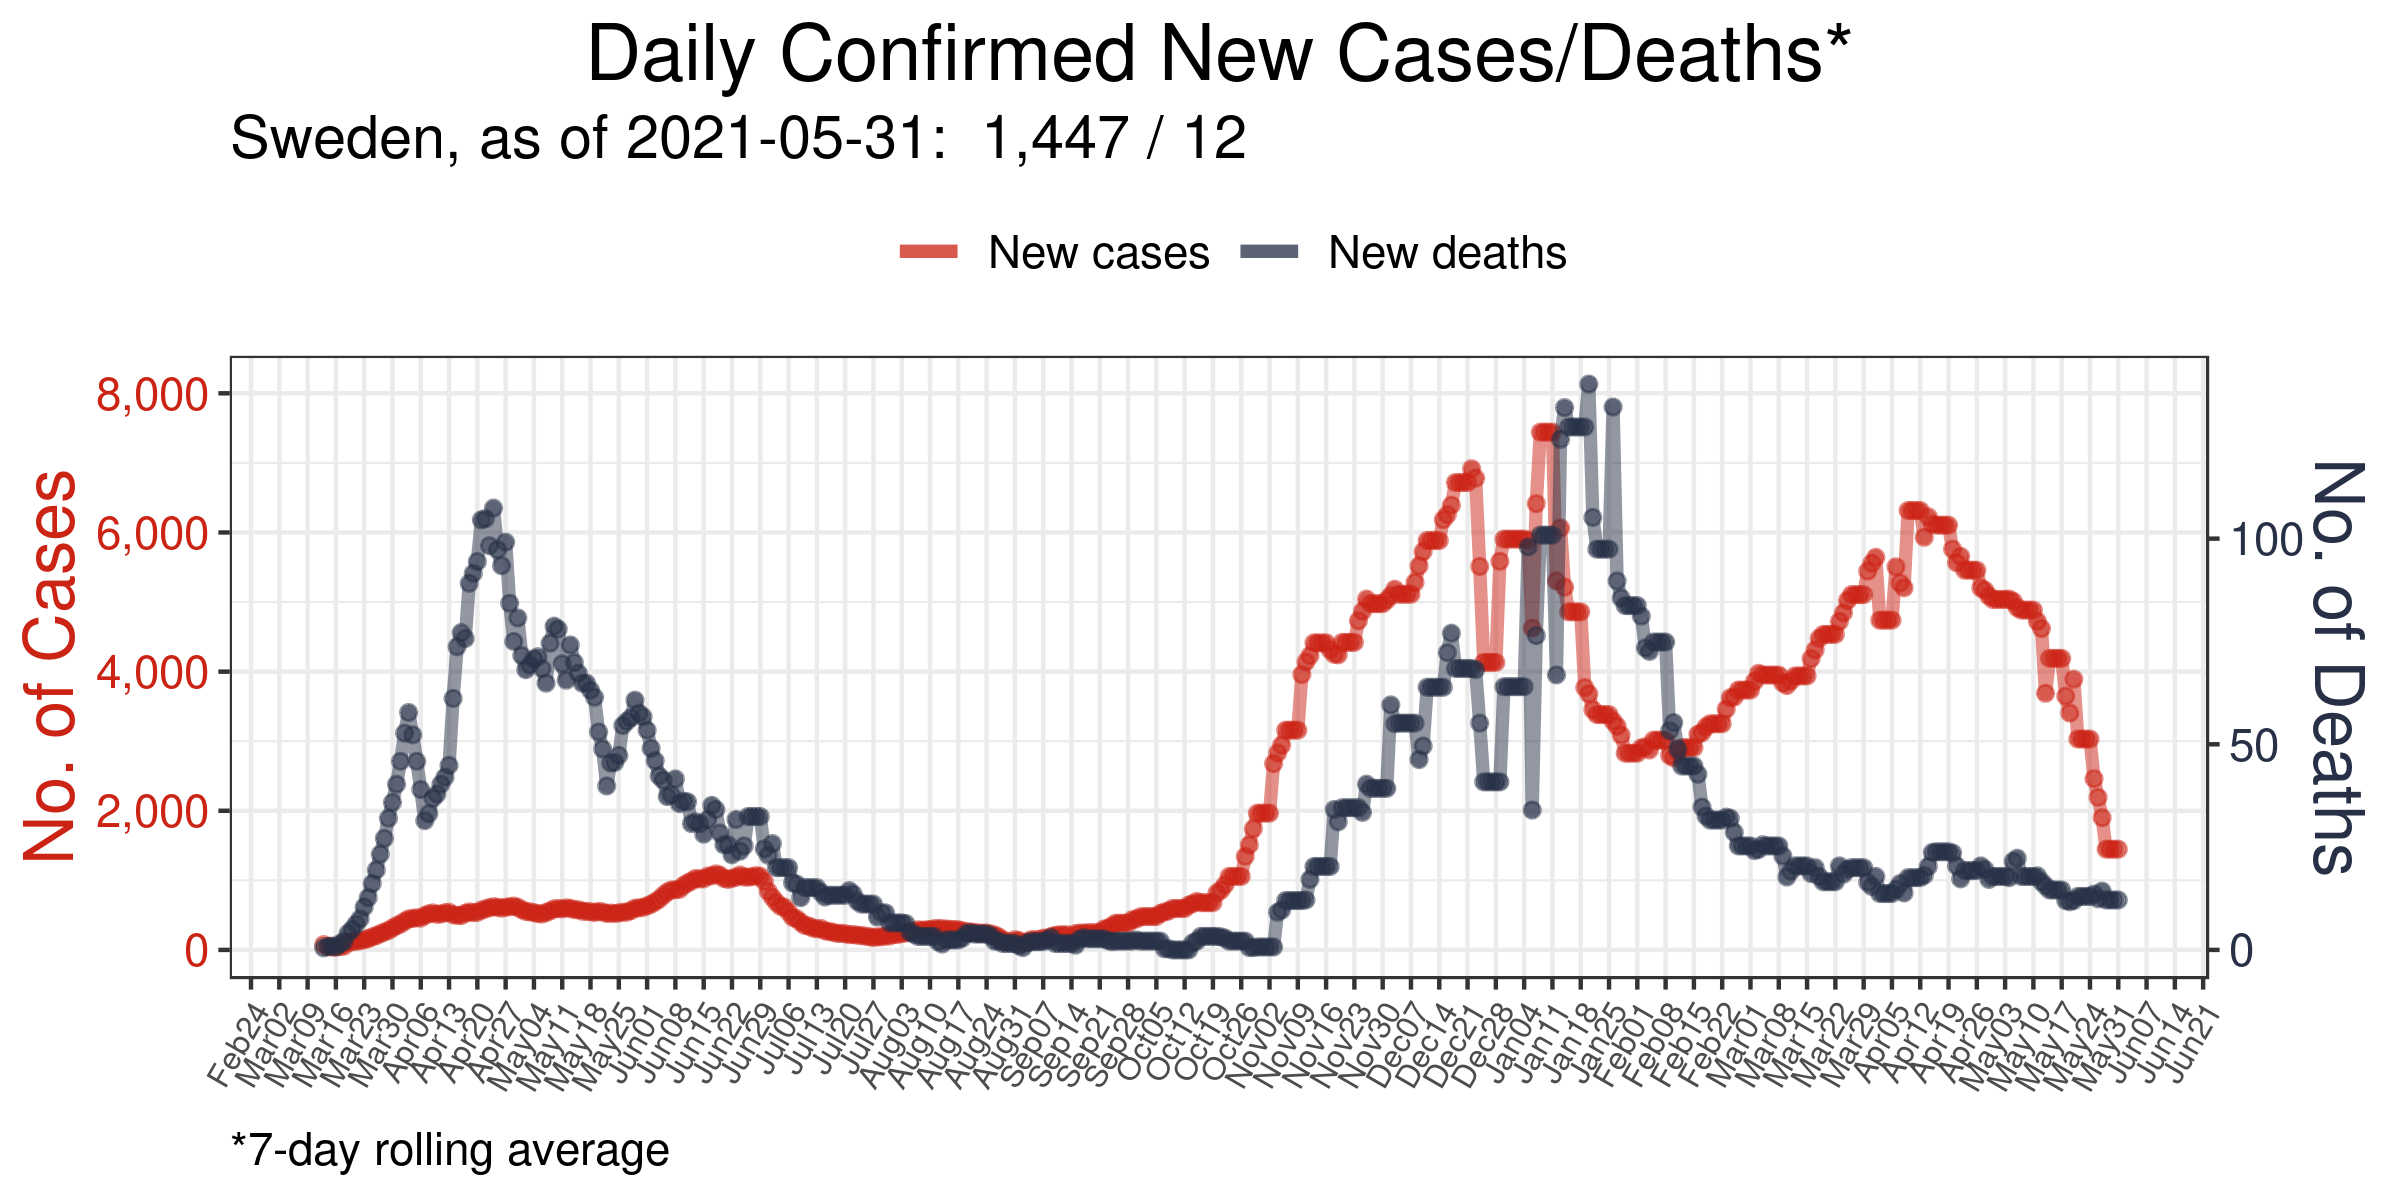 Daily Confirmed New Cases/Deaths*
Sweden, as of 2021-05-31:  1,447 / 12
New cases
New deaths
No. of Cases
8,000
6,000
4,000
2,000
0
No. of Deaths
100
50
0
Feb24
Mar02
Mar09
Mar16
Mar23
Mar30
Apr06
Apr13
Apr20
Apr27
May04
May11
May18
May25
Jun01
Jun08
Jun15
Jun22
Jun29
Jul06
Jul13
Jul20
Jul27
Aug03
Aug10
Aug17
Aug24
Aug31
Sep07
Sep14
Sep21
Sep28
Oct05
Oct12
Oct19
Oct26
Nov02
Nov09
Nov16
Nov23
Nov30
Dec07
Dec14
Dec21
Dec28
Jan04
Jan11
Jan18
Jan25
Feb01
Feb08
Feb15
Feb22
Mar01
Mar08
Mar15
Mar22
Mar29
Apr05
Apr12
Apr19
Apr26
May03
May10
May17
May24
May31
Jun07
Jun14
Jun21
*7-day rolling average